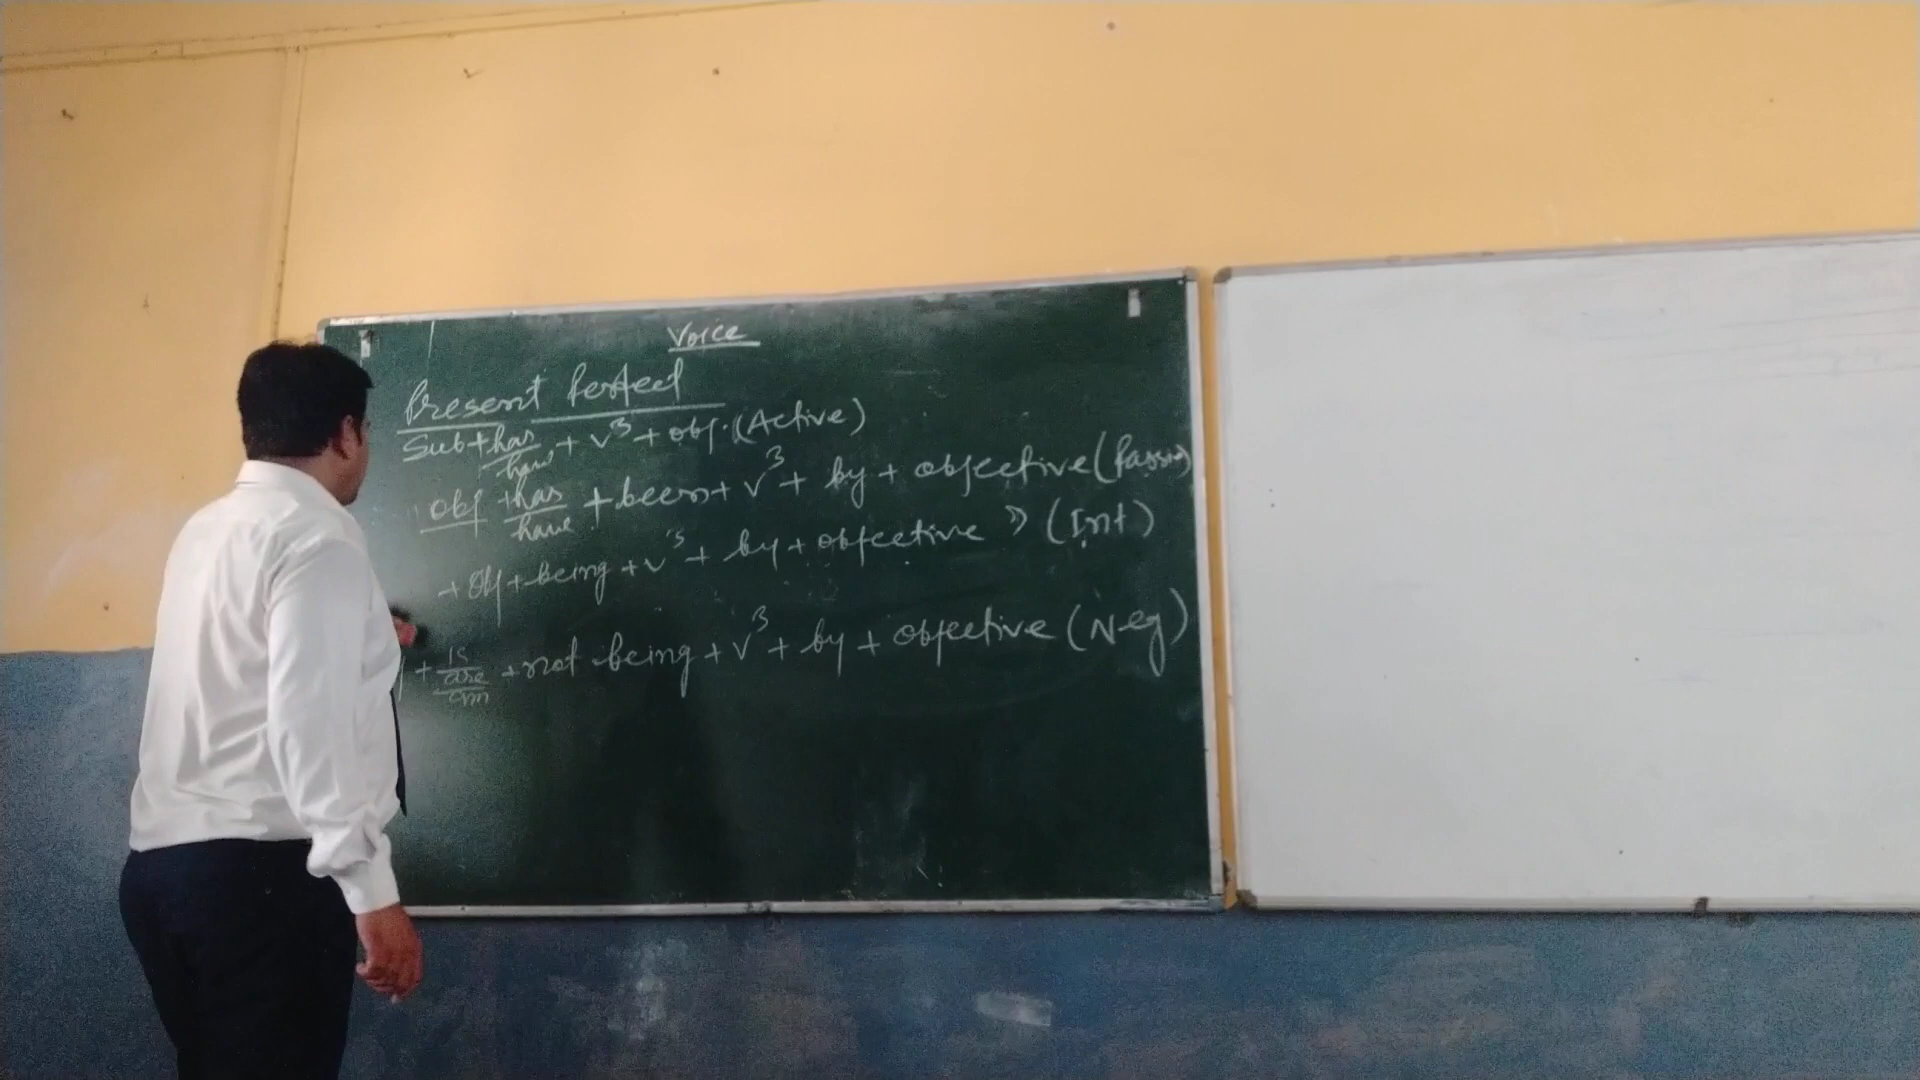 Voice
Present Perfect
Sub + has/have + V³ + obj. (Active)
obj + has/have + been + V³ + by + objective (Passive)
+ obj + being + V³ + by + objective ? (Int)
+ is/are/am + not being + V³ + by + objective (Neg)